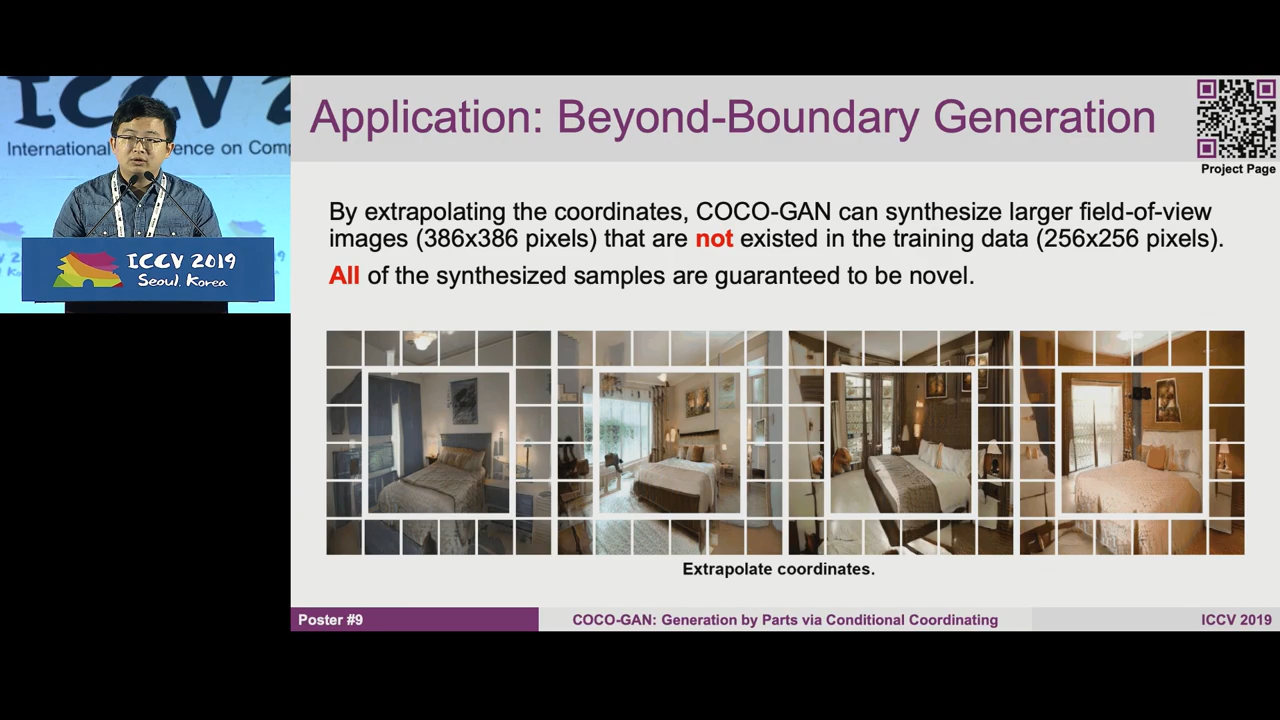 ICCV 2
International ence on Comp
ICCV 2019
Seoul, Korea
Application: Beyond-Boundary Generation
Project Page
By extrapolating the coordinates, COCO-GAN can synthesize larger field-of-view
images (386x386 pixels) that are not existed in the training data (256x256 pixels).
All of the synthesized samples are guaranteed to be novel.
Extrapolate coordinates.
Poster #9
COCO-GAN: Generation by Parts via Conditional Coordinating
ICCV 2019